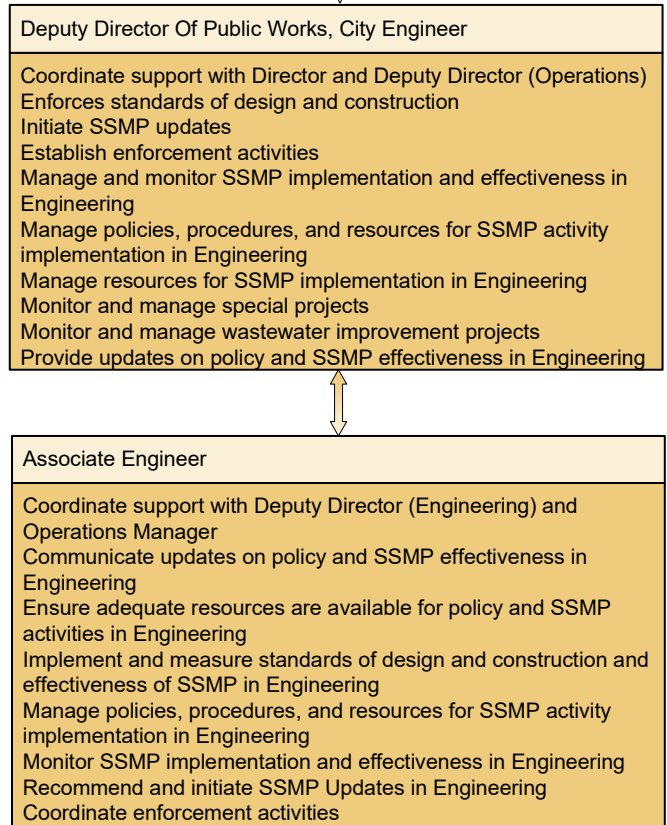 Deputy Director Of Public Works, City Engineer
Coordinate support with Director and Deputy Director (Operations)
Enforces standards of design and construction
Initiate SSMP updates
Establish enforcement activities
Manage and monitor SSMP implementation and effectiveness in
Engineering
Manage policies, procedures, and resources for SSMP activity
implementation in Engineering
Manage resources for SSMP implementation in Engineering
Monitor and manage special projects
Monitor and manage wastewater improvement projects
Provide updates on policy and SSMP effectiveness in Engineering
Associate Engineer
Coordinate support with Deputy Director (Engineering) and
Operations Manager
Communicate updates on policy and SSMP effectiveness in
Engineering
Ensure adequate resources are available for policy and SSMP
activities in Engineering
Implement and measure standards of design and construction and
effectiveness of SSMP in Engineering
Manage policies, procedures, and resources for SSMP activity
implementation in Engineering
Monitor SSMP implementation and effectiveness in Engineering
Recommend and initiate SSMP Updates in Engineering
Coordinate enforcement activities